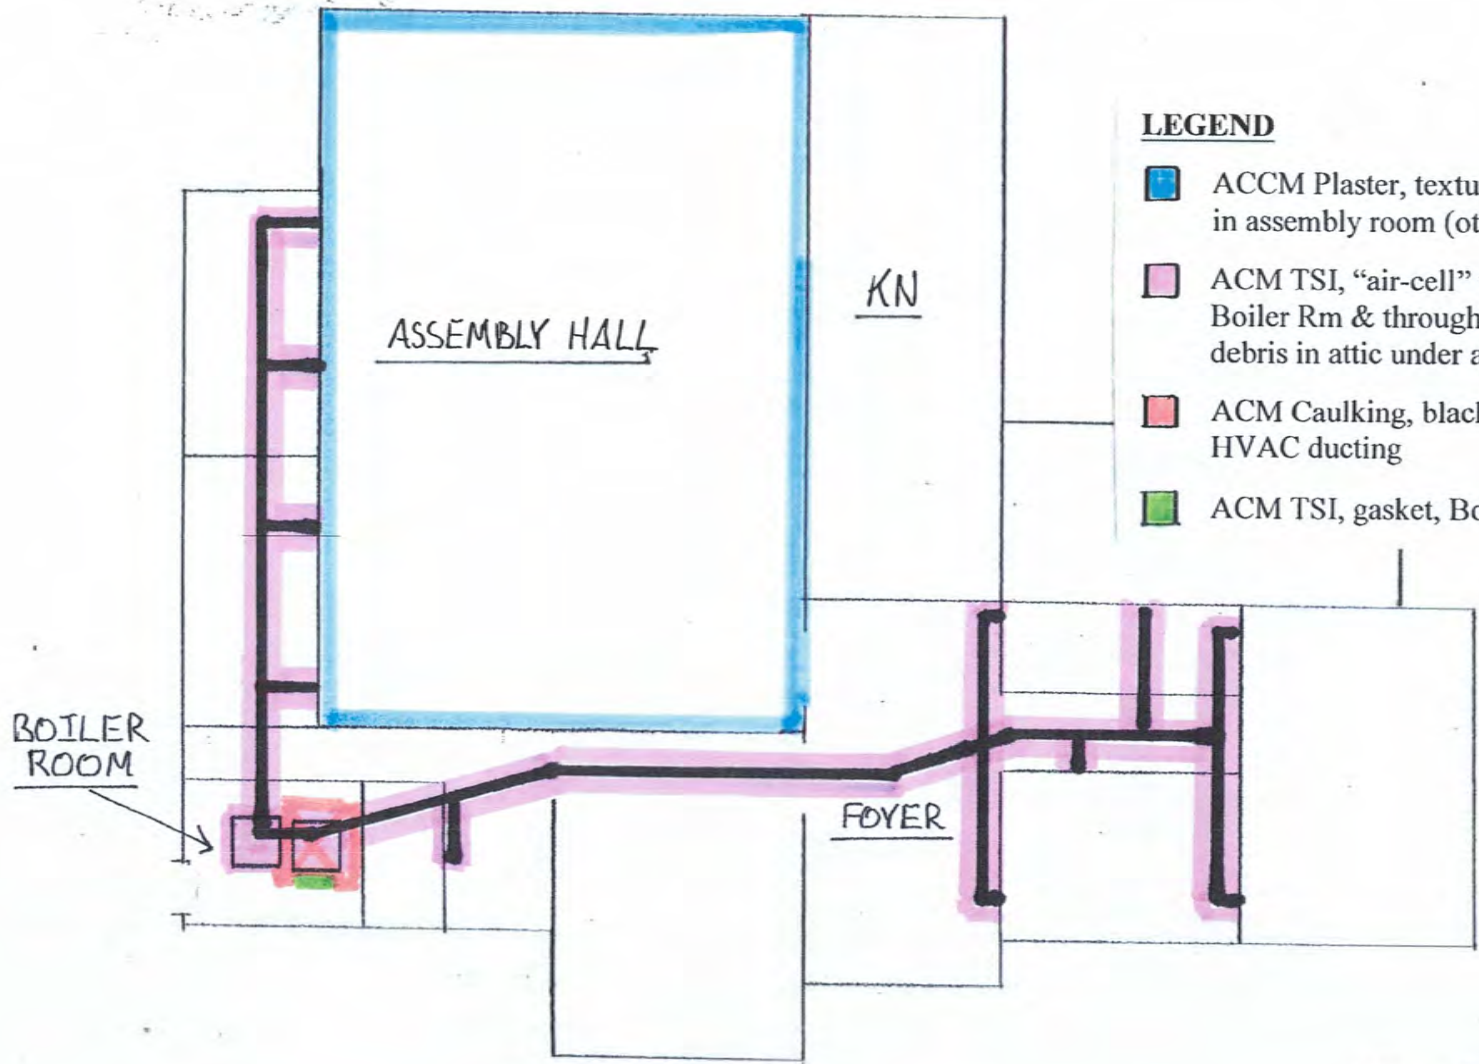 LEGEND
ACCM Plaster, textu
in assembly room (ot
ACM TSI, “air-cell”
Boiler Rm & through
debris in attic under a
ACM Caulking, black
HVAC ducting
ACM TSI, gasket, Bo
KN
ASSEMBLY HALL
BOILER
ROOM
FOYER